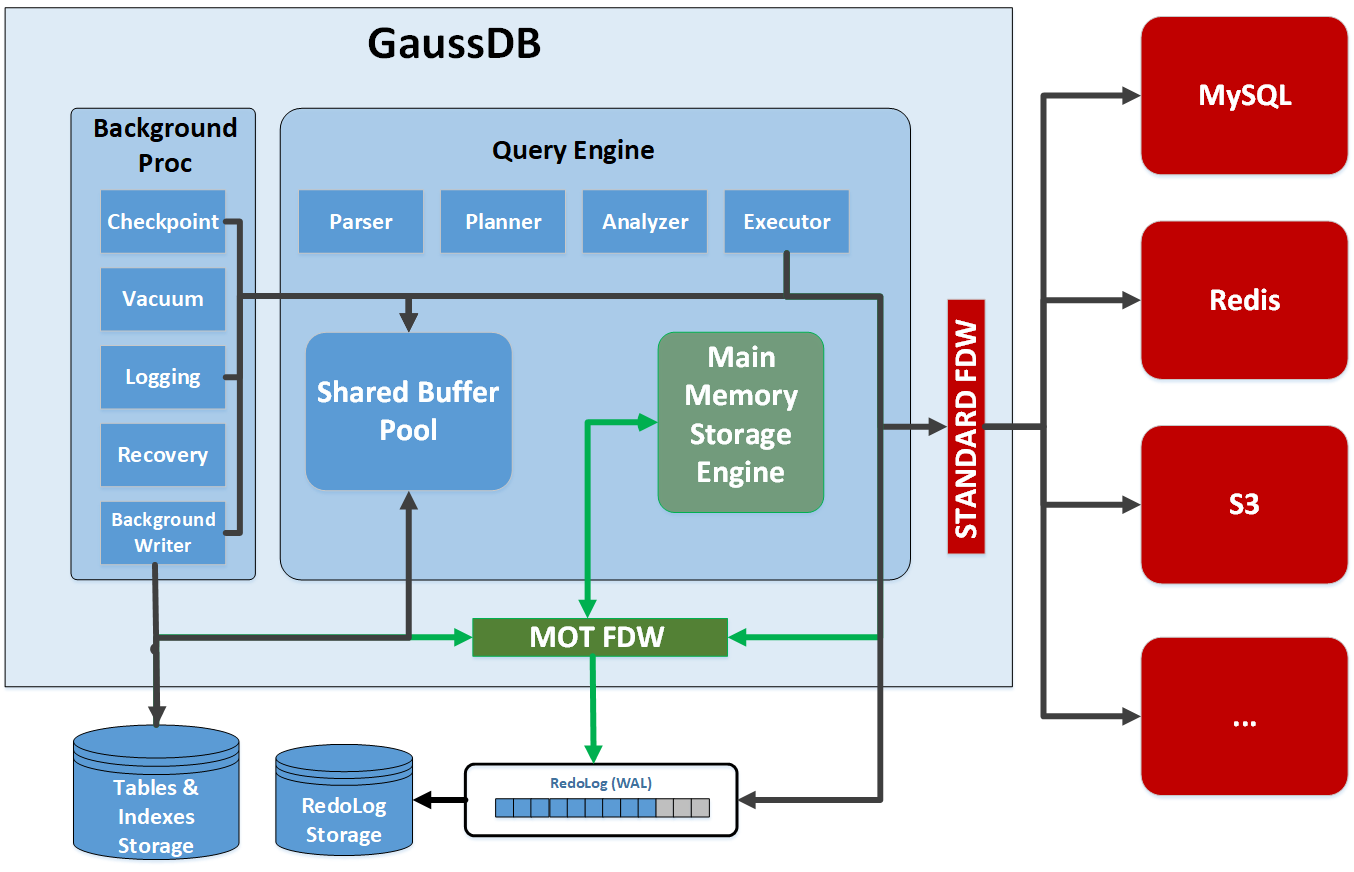 GaussDB
Background
Proc
Checkpoint
Vacuum
Logging
Recovery
Background
Writer
Query Engine
Parser
Planner
Analyzer
Executor
Shared Buffer
Pool
Main
Memory
Storage
Engine
STANDARD FDW
MOT FDW
MySQL
Redis
S3
...
Tables &
Indexes
Storage
RedoLog
Storage
RedoLog (WAL)